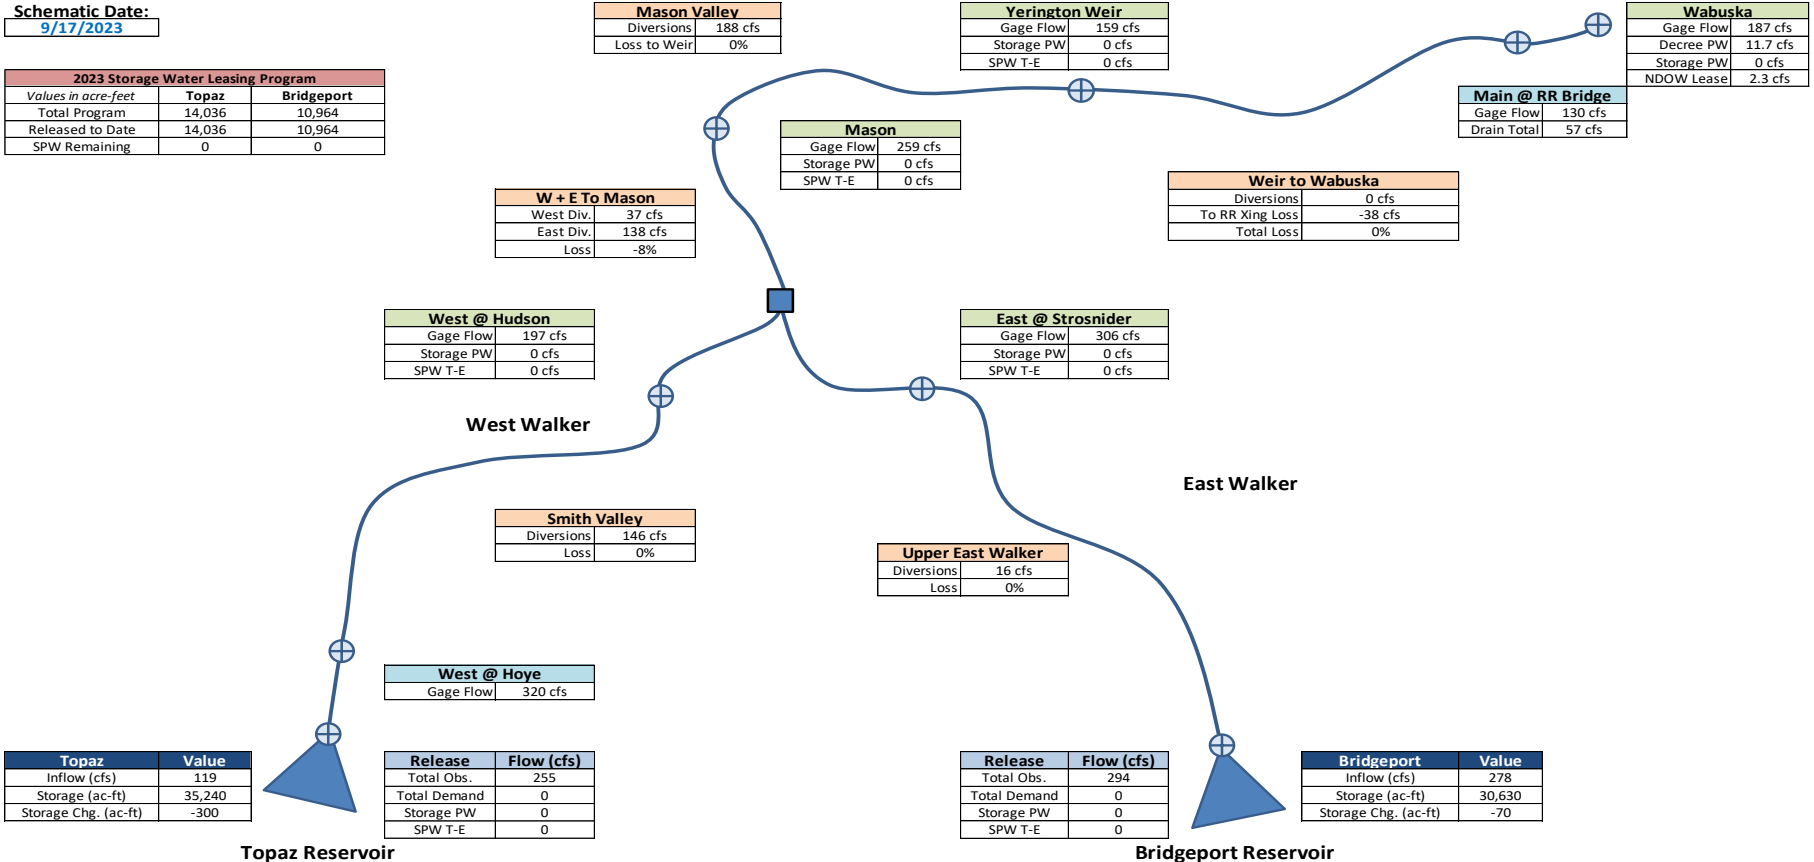 Schematic Date:
9/17/2023
2023 Storage Water Leasing Program
Values in acre-feet Topaz Bridgeport
Total Program 14,036 10,964
Released to Date 14,036 10,964
SPW Remaining 0 0
Mason Valley
Diversions 188 cfs
Loss to Weir 0%
Yerington Weir
Gage Flow 159 cfs
Storage PW 0 cfs
SPW T-E 0 cfs
Wabuska
Gage Flow 187 cfs
Decree PW 11.7 cfs
Storage PW 0 cfs
NDOW Lease 2.3 cfs
Main @ RR Bridge
Gage Flow 130 cfs
Drain Total 57 cfs
Mason
Gage Flow 259 cfs
Storage PW 0 cfs
SPW T-E 0 cfs
W + E To Mason
West Div. 37 cfs
East Div. 138 cfs
Loss -8%
Weir to Wabuska
Diversions 0 cfs
To RR Xing Loss -38 cfs
Total Loss 0%
West @ Hudson
Gage Flow 197 cfs
Storage PW 0 cfs
SPW T-E 0 cfs
East @ Strosnider
Gage Flow 306 cfs
Storage PW 0 cfs
SPW T-E 0 cfs
West Walker
East Walker
Smith Valley
Diversions 146 cfs
Loss 0%
Upper East Walker
Diversions 16 cfs
Loss 0%
West @ Hoye
Gage Flow 320 cfs
Topaz Value
Inflow (cfs) 119
Storage (ac-ft) 35,240
Storage Chg. (ac-ft) -300
Release Flow (cfs)
Total Obs. 255
Total Demand 0
Storage PW 0
SPW T-E 0
Topaz Reservoir
Release Flow (cfs)
Total Obs. 294
Total Demand 0
Storage PW 0
SPW T-E 0
Bridgeport Value
Inflow (cfs) 278
Storage (ac-ft) 30,630
Storage Chg. (ac-ft) -70
Bridgeport Reservoir